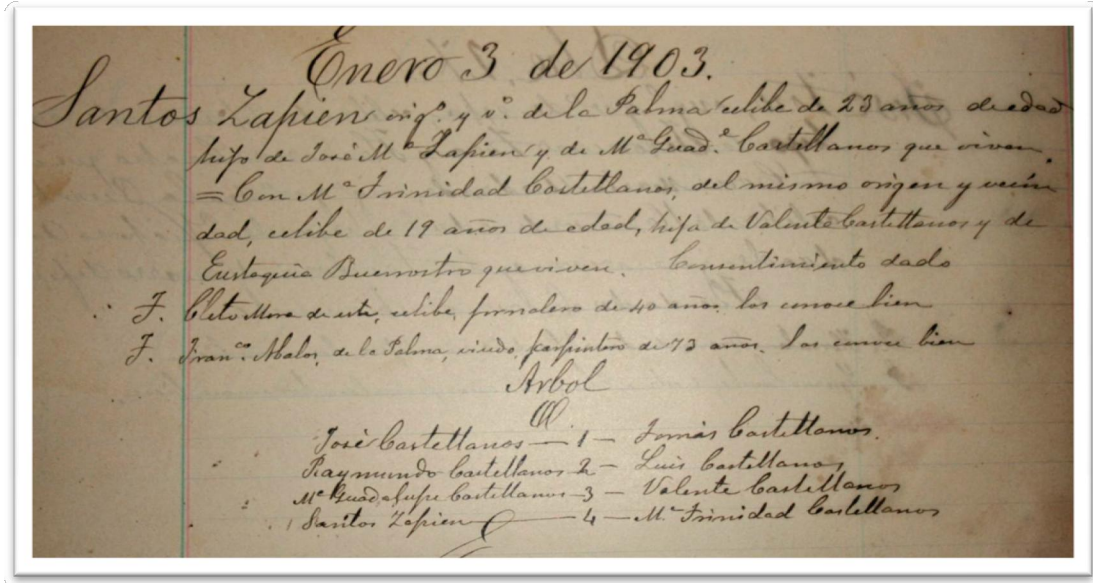 Enero 3 de 1903.
Santos Zapien orig.º y v.º de la Palma celibe de 23 años de edad
hijo de José M.ª Zapien y de M.ª Guad.e Castellanos que viven.
= Con M.ª Trinidad Castellanos, del mismo origen y vecin
dad, celibe de 19 años de edad, hija de Valente Castellanos y de
Eustaquia Buenrostro que viven. Consentimiento dado
T. Cleto Mora de esta, celibe, jornalero de 40 años, los conoce bien
T. Fran.co Abalos, de la Palma, viudo, carpintero de 73 años. los conoce bien
Arbol
José Castellanos — 1 — Tomás Castellanos.
Raymundo Castellanos 2 — Luis Castellanos
M.ª Guadalupe Castellanos — 3 — Valente Castellanos
Santos Zapien — 4 — M.ª Trinidad Castellanos